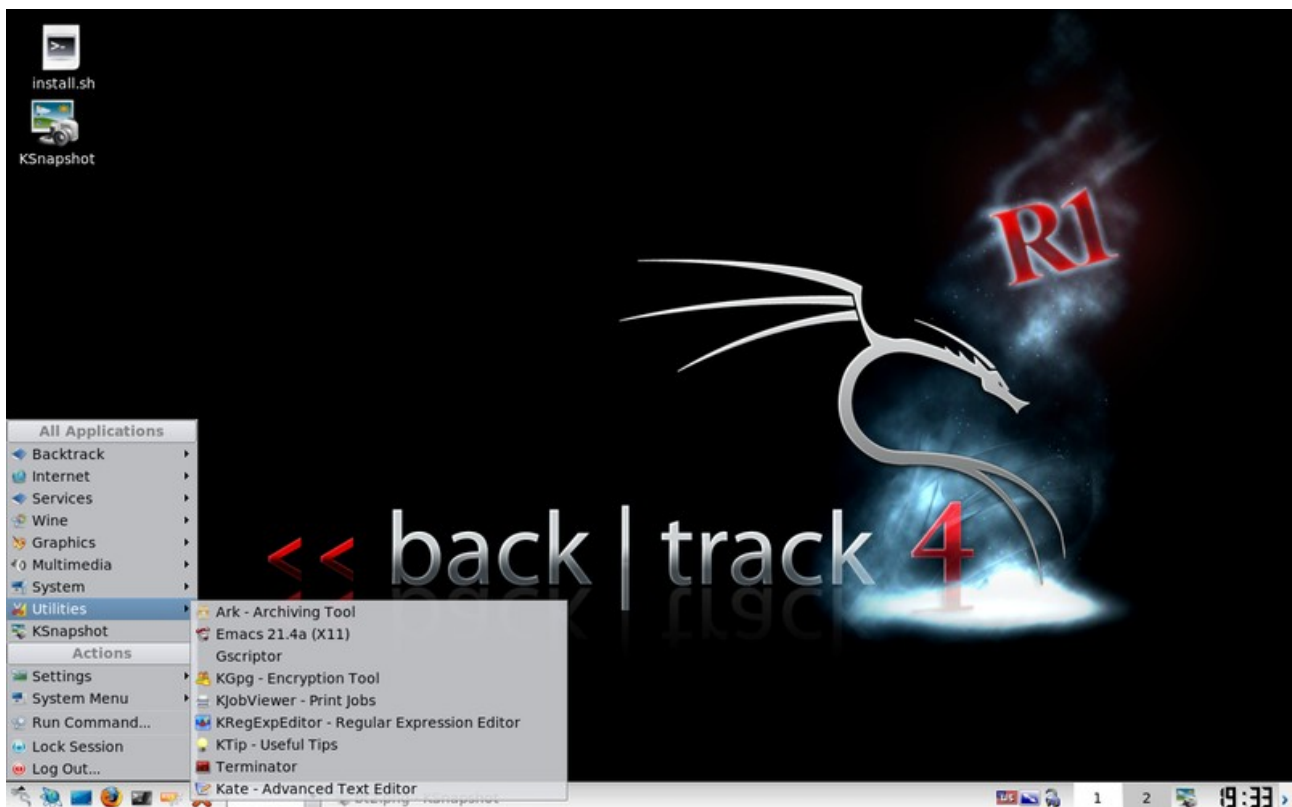 install.sh
KSnapshot
R1
<< back|track 4
All Applications
Backtrack
Internet
Services
Wine
Graphics
Multimedia
System
Utilities
KSnapshot
Actions
Settings
System Menu
Run Command...
Lock Session
Log Out...
Ark - Archiving Tool
Emacs 21.4a (X11)
Gscriptor
KGpg - Encryption Tool
KJobViewer - Print Jobs
KRegExpEditor - Regular Expression Editor
KTip - Useful Tips
Terminator
Kate - Advanced Text Editor
KSnapshot
US
1
2
19:33